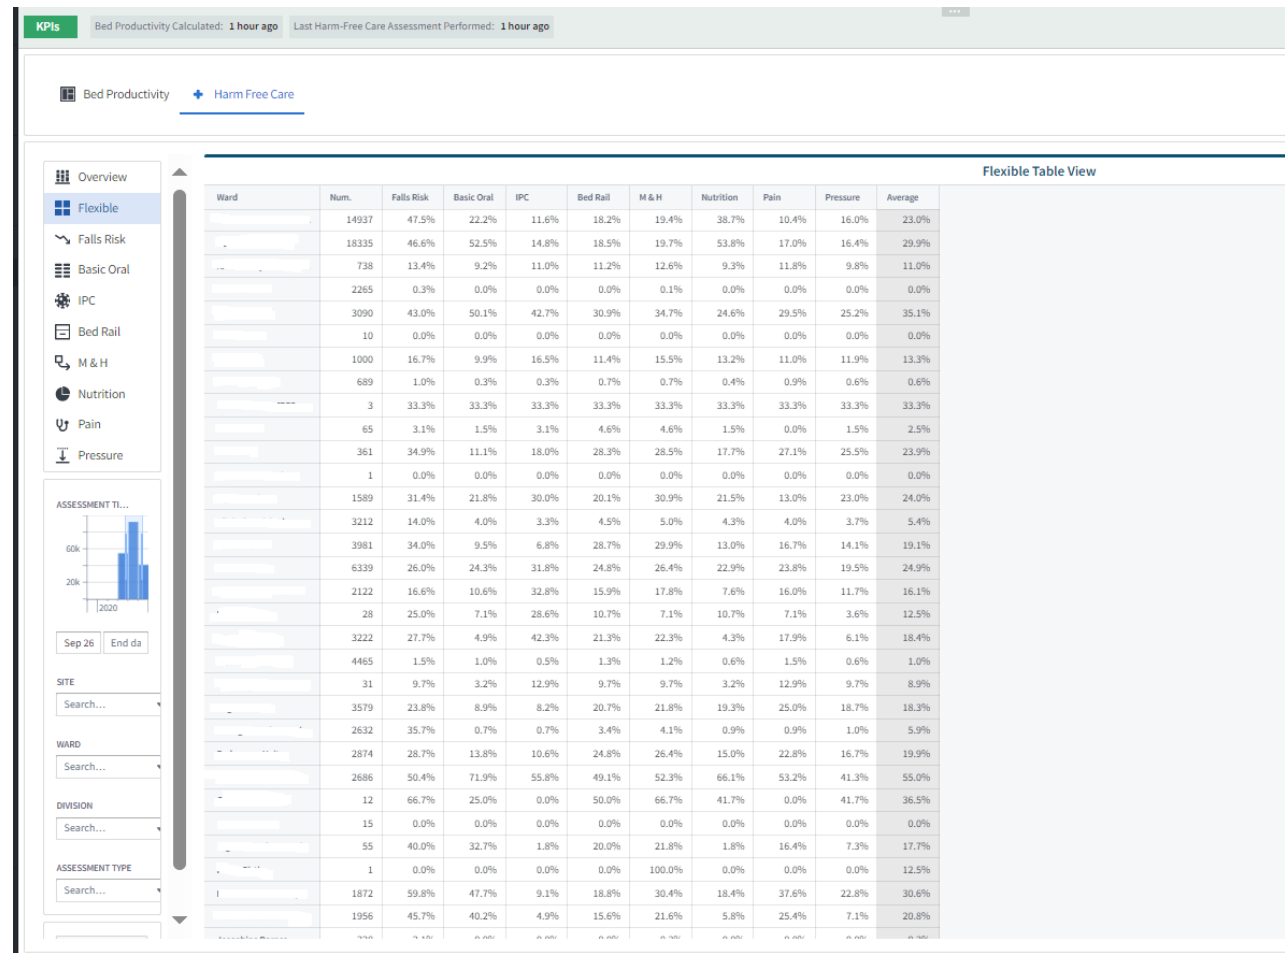 KPIs Bed Productivity Calculated: 1 hour ago Last Harm-Free Care Assessment Performed: 1 hour ago
Bed Productivity Harm Free Care
Overview
Flexible
Falls Risk
Basic Oral
IPC
Bed Rail
M & H
Nutrition
Pain
Pressure
ASSESSMENT TI...
60k
20k
2020
Sep 26 End da
SITE
Search...
WARD
Search...
DIVISION
Search...
ASSESSMENT TYPE
Search...
Flexible Table View
Ward Num. Falls Risk Basic Oral IPC Bed Rail M & H Nutrition Pain Pressure Average
14937 47.5% 22.2% 11.6% 18.2% 19.4% 38.7% 10.4% 16.0% 23.0%
18335 46.6% 52.5% 14.8% 18.5% 19.7% 53.8% 17.0% 16.4% 29.9%
738 13.4% 9.2% 11.0% 11.2% 12.6% 9.3% 11.8% 9.8% 11.0%
2265 0.3% 0.0% 0.0% 0.0% 0.1% 0.0% 0.0% 0.0% 0.0%
3090 43.0% 50.1% 42.7% 30.9% 34.7% 24.6% 29.5% 25.2% 35.1%
10 0.0% 0.0% 0.0% 0.0% 0.0% 0.0% 0.0% 0.0% 0.0%
1000 16.7% 9.9% 16.5% 11.4% 15.5% 13.2% 11.0% 11.9% 13.3%
689 1.0% 0.3% 0.3% 0.7% 0.7% 0.4% 0.9% 0.6% 0.6%
3 33.3% 33.3% 33.3% 33.3% 33.3% 33.3% 33.3% 33.3% 33.3%
65 3.1% 1.5% 3.1% 4.6% 4.6% 1.5% 0.0% 1.5% 2.5%
361 34.9% 11.1% 18.0% 28.3% 28.5% 17.7% 27.1% 25.5% 23.9%
1 0.0% 0.0% 0.0% 0.0% 0.0% 0.0% 0.0% 0.0% 0.0%
1589 31.4% 21.8% 30.0% 20.1% 30.9% 21.5% 13.0% 23.0% 24.0%
3212 14.0% 4.0% 3.3% 4.5% 5.0% 4.3% 4.0% 3.7% 5.4%
3981 34.0% 9.5% 6.8% 28.7% 29.9% 13.0% 16.7% 14.1% 19.1%
6339 26.0% 24.3% 31.8% 24.8% 26.4% 22.9% 23.8% 19.5% 24.9%
2122 16.6% 10.6% 32.8% 15.9% 17.8% 7.6% 16.0% 11.7% 16.1%
28 25.0% 7.1% 28.6% 10.7% 7.1% 10.7% 7.1% 3.6% 12.5%
3222 27.7% 4.9% 42.3% 21.3% 22.3% 4.3% 17.9% 6.1% 18.4%
4465 1.5% 1.0% 0.5% 1.3% 1.2% 0.6% 1.5% 0.6% 1.0%
31 9.7% 3.2% 12.9% 9.7% 9.7% 3.2% 12.9% 9.7% 8.9%
3579 23.8% 8.9% 8.2% 20.7% 21.8% 19.3% 25.0% 18.7% 18.3%
2632 35.7% 0.7% 0.7% 3.4% 4.1% 0.9% 0.9% 1.0% 5.9%
2874 28.7% 13.8% 10.6% 24.8% 26.4% 15.0% 22.8% 16.7% 19.9%
2686 50.4% 71.9% 55.8% 49.1% 52.3% 66.1% 53.2% 41.3% 55.0%
12 66.7% 25.0% 0.0% 50.0% 66.7% 41.7% 0.0% 41.7% 36.5%
15 0.0% 0.0% 0.0% 0.0% 0.0% 0.0% 0.0% 0.0% 0.0%
55 40.0% 32.7% 1.8% 20.0% 21.8% 1.8% 16.4% 7.3% 17.7%
1 0.0% 0.0% 0.0% 0.0% 100.0% 0.0% 0.0% 0.0% 12.5%
1872 59.8% 47.7% 9.1% 18.8% 30.4% 18.4% 37.6% 22.8% 30.6%
1956 45.7% 40.2% 4.9% 15.6% 21.6% 5.8% 25.4% 7.1% 20.8%